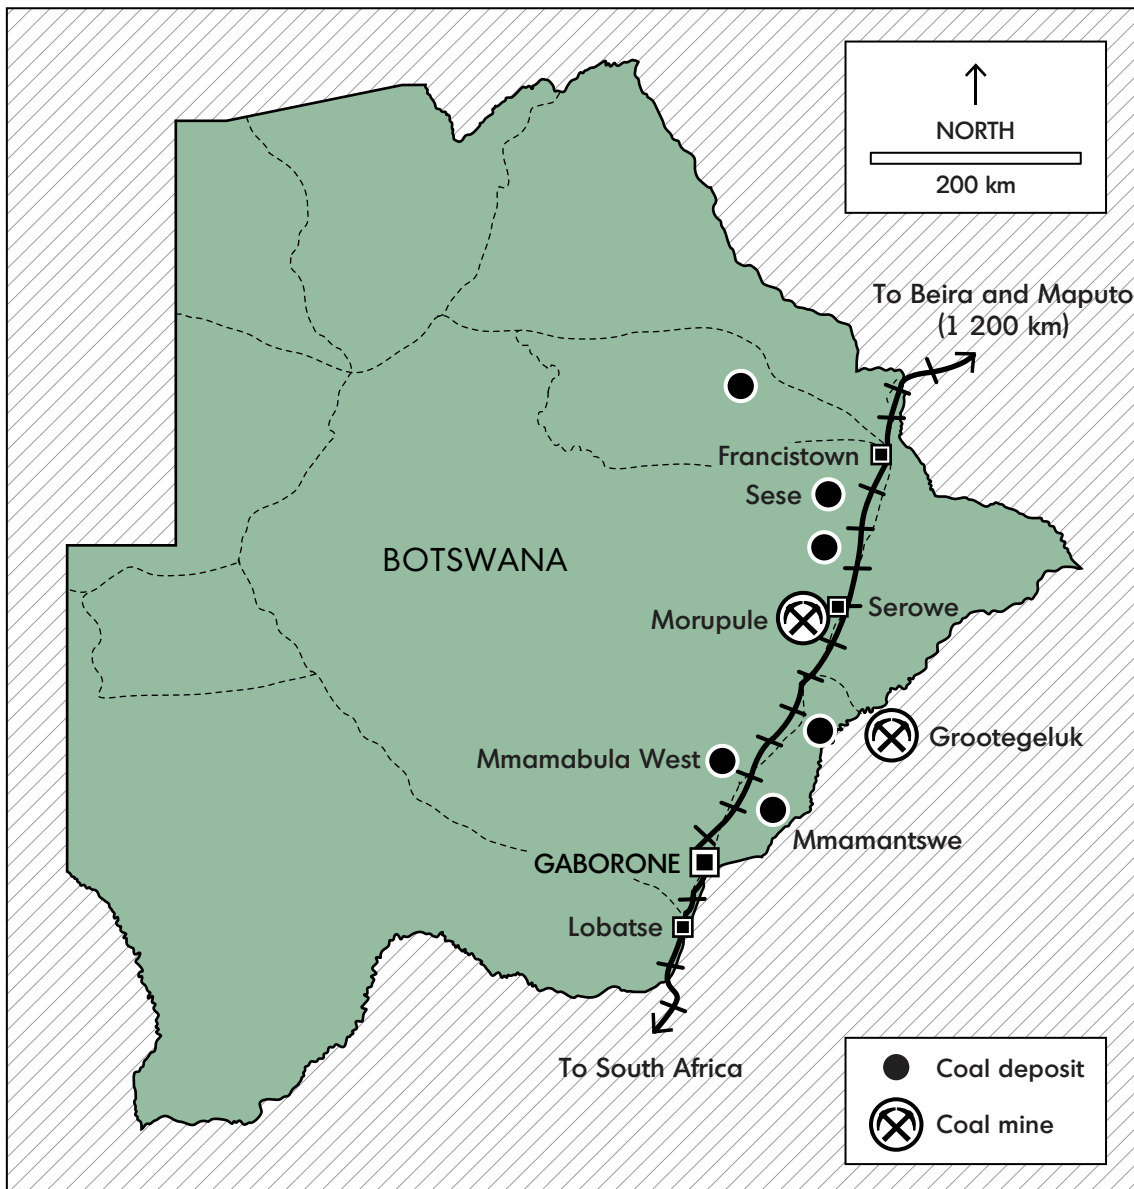 NORTH
200 km
To Beira and Maputo
(1 200 km)
Francistown
Sese
BOTSWANA
Serowe
Morupule
Grootegeluk
Mmamabula West
Mmamantswe
GABORONE
Lobatse
To South Africa
Coal deposit
Coal mine